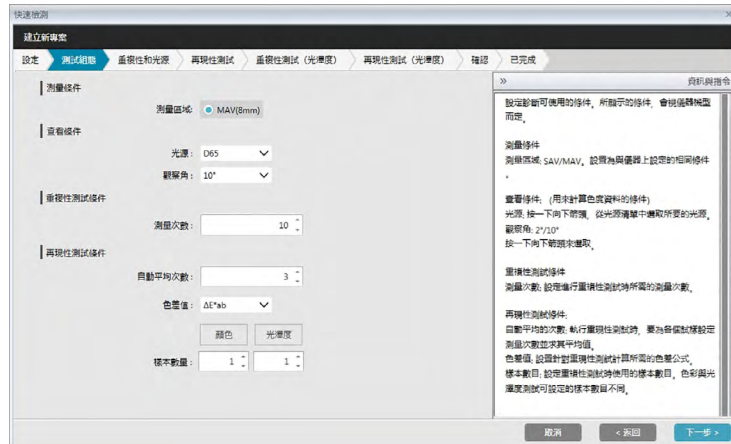 快速檢測
建立新專案
設定 測試組態 重複性和光源 再現性測試 重複性測試（光澤度） 再現性測試（光澤度） 確認 已完成
測量條件
測量區域: MAV(8mm)
查看條件
光源: D65
觀察角: 10°
重複性測試條件
測量次數: 10
再現性測試條件
自動平均次數: 3
色差值: ΔE*ab
顏色 光澤度
樣本數量: 1 1
» 資訊與指令
設定診斷可使用的條件。所顯示的條件，會視儀器機型
而定。
測量條件
測量區域: SAV/MAV。設置為與儀器上設定的相同條件
。
查看條件: (用來計算色度資料的條件)
光源: 按一下向下箭頭，從光源清單中選取所要的光源。
觀察角: 2°/10°
按一下向下箭頭來選取。
重複性測試條件
測量次數: 設定進行重複性測試時所需的測量次數。
再現性測試條件:
自動平均的次數: 執行重現性測試時，要為各個試樣設定
測量次數並求其平均值。
色差值: 設置針對重現性測試計算所需的色差公式。
樣本數目: 設定重複性測試時使用的樣本數目。色彩與光
澤度測試可設定的樣本數目不同。
取消 < 返回 下一步 >